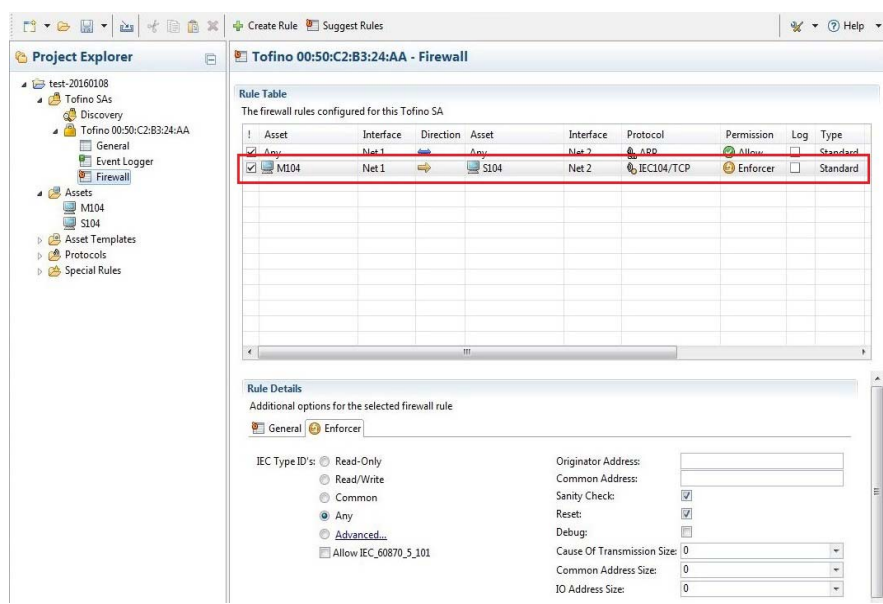 Create Rule Suggest Rules Help
Project Explorer
Tofino 00:50:C2:B3:24:AA - Firewall
test-20160108
Tofino SAs
Discovery
Tofino 00:50:C2:B3:24:AA
General
Event Logger
Firewall
Assets
M104
S104
Asset Templates
Protocols
Special Rules
Rule Table
The firewall rules configured for this Tofino SA
! Asset Interface Direction Asset Interface Protocol Permission Log Type
Any Net 1 Any Net 2 ARP Allow Standard
M104 Net 1 S104 Net 2 IEC104/TCP Enforcer Standard
Rule Details
Additional options for the selected firewall rule
General Enforcer
IEC Type ID's: Read-Only
Read/Write
Common
Any
Advanced...
Allow IEC_60870_5_101
Originator Address:
Common Address:
Sanity Check:
Reset:
Debug:
Cause Of Transmission Size: 0
Common Address Size: 0
IO Address Size: 0